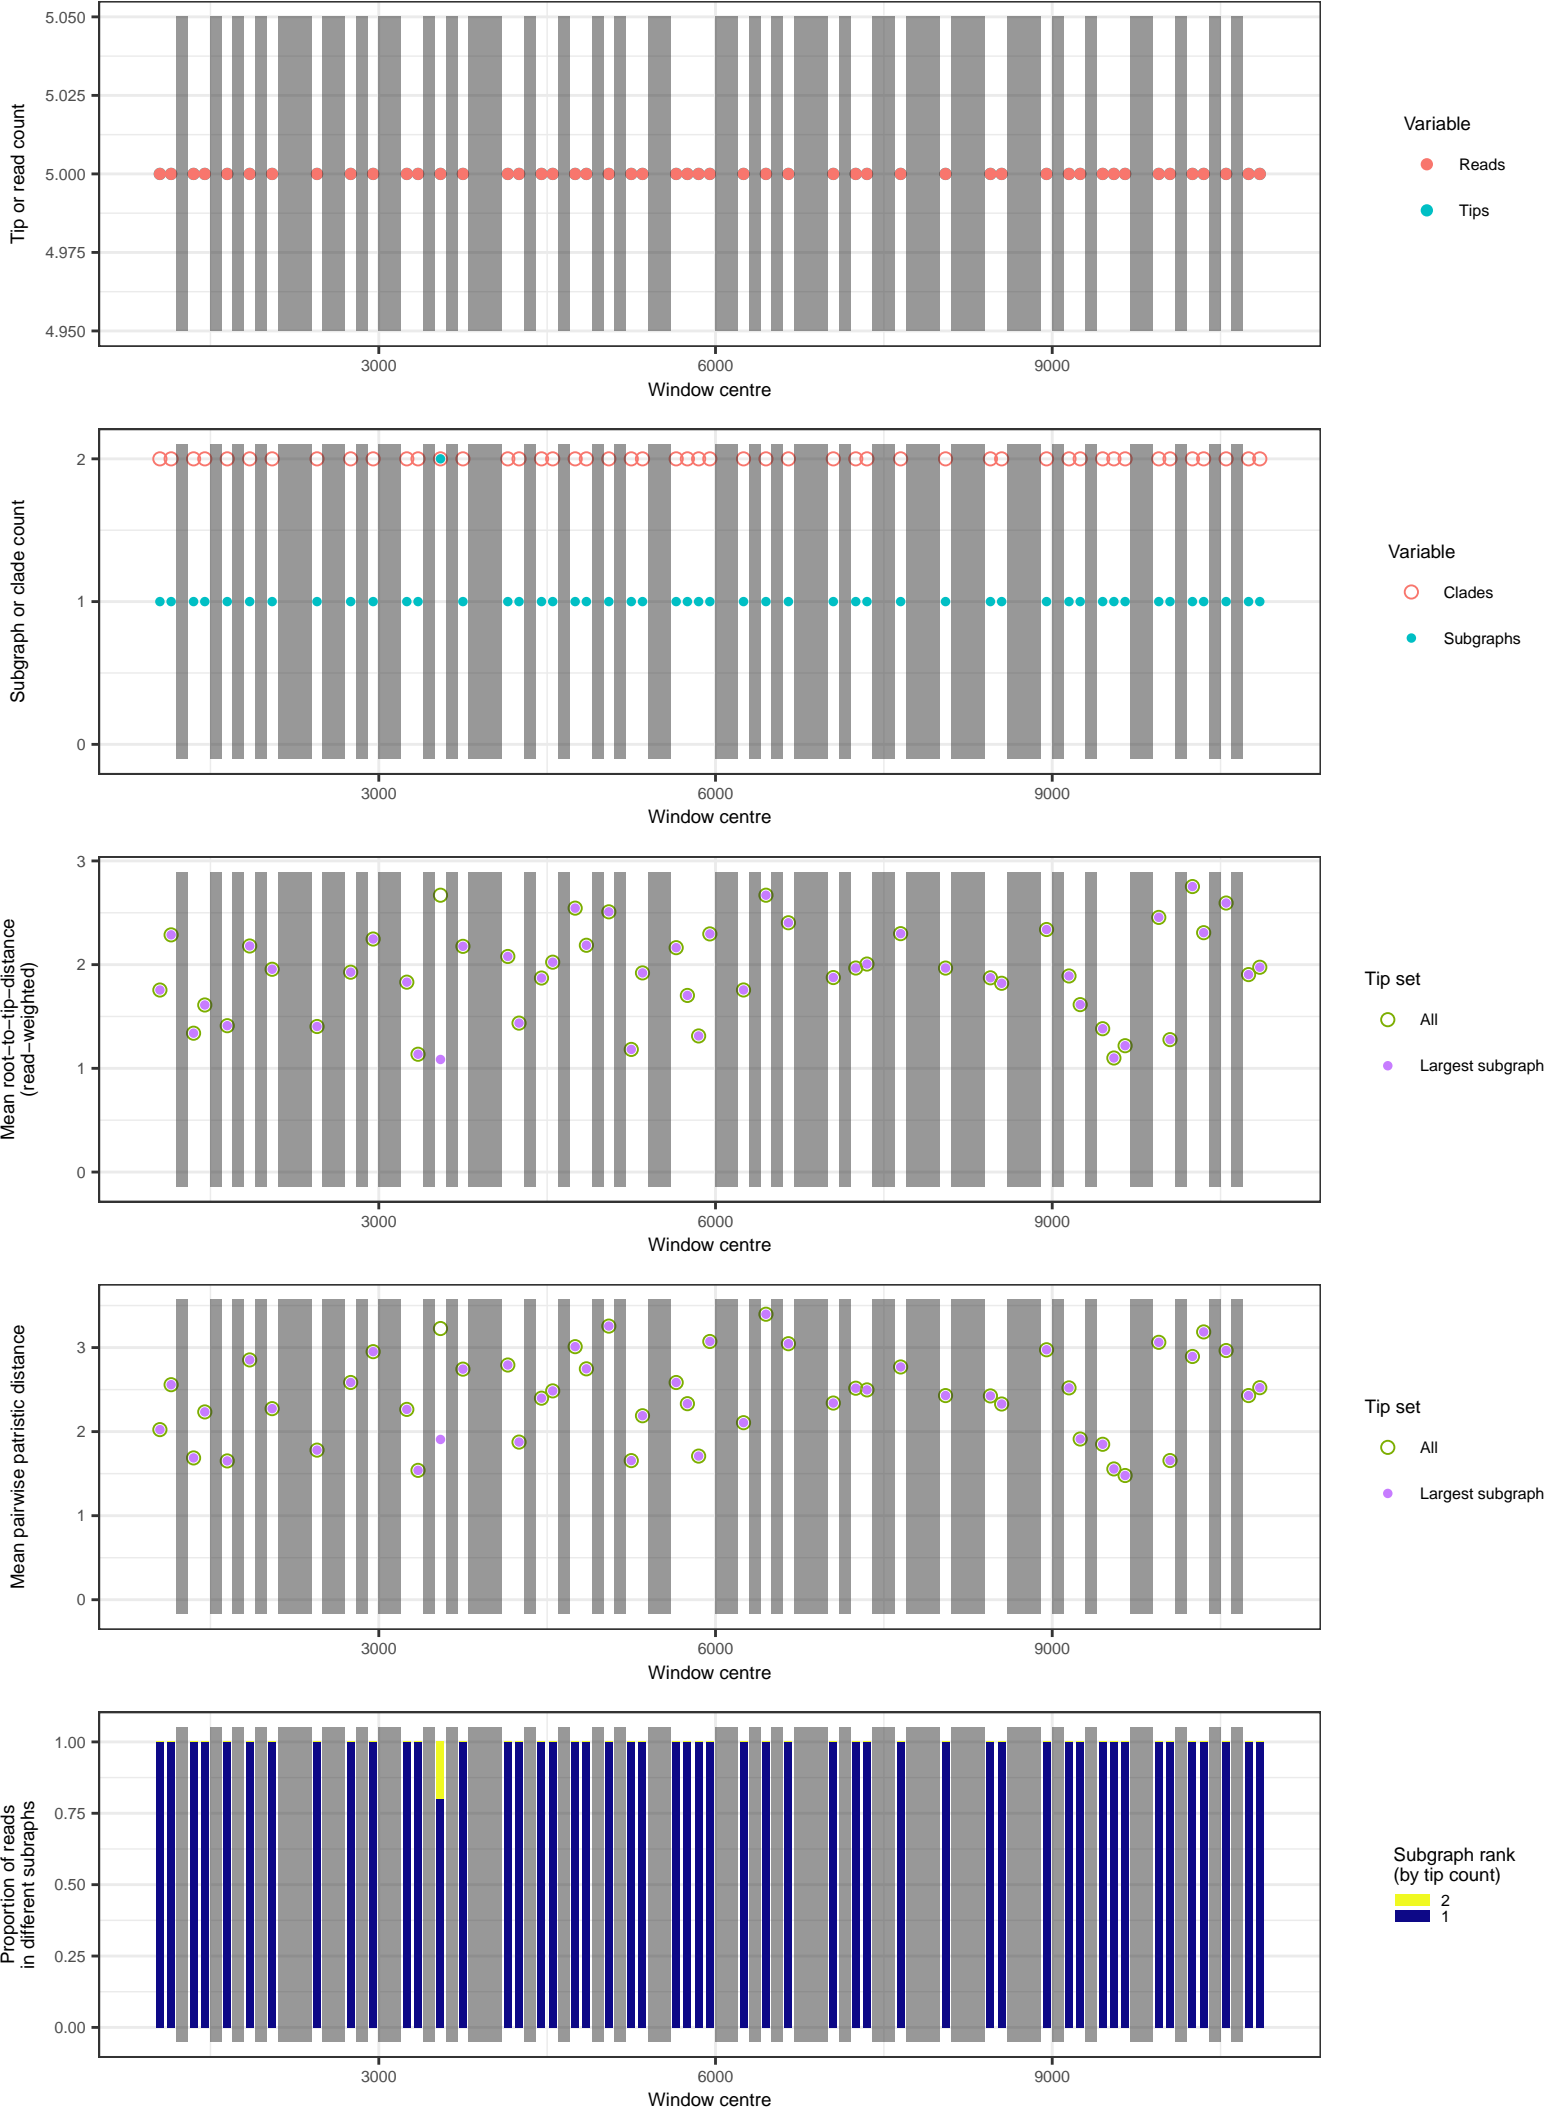 5.050
5.025
5.000
4.975
4.950
Tip or read count
3000
6000
9000
Window centre
Variable
Reads
Tips
2
1
0
Subgraph or clade count
3000
6000
9000
Window centre
Variable
Clades
Subgraphs
3
2
1
0
Mean root−to−tip−distance
(read−weighted)
3000
6000
9000
Window centre
Tip set
All
Largest subgraph
3
2
1
0
Mean pairwise patristic distance
3000
6000
9000
Window centre
Tip set
All
Largest subgraph
1.00
0.75
0.50
0.25
0.00
Proportion of reads
in different subraphs
3000
6000
9000
Window centre
Subgraph rank
(by tip count)
2
1